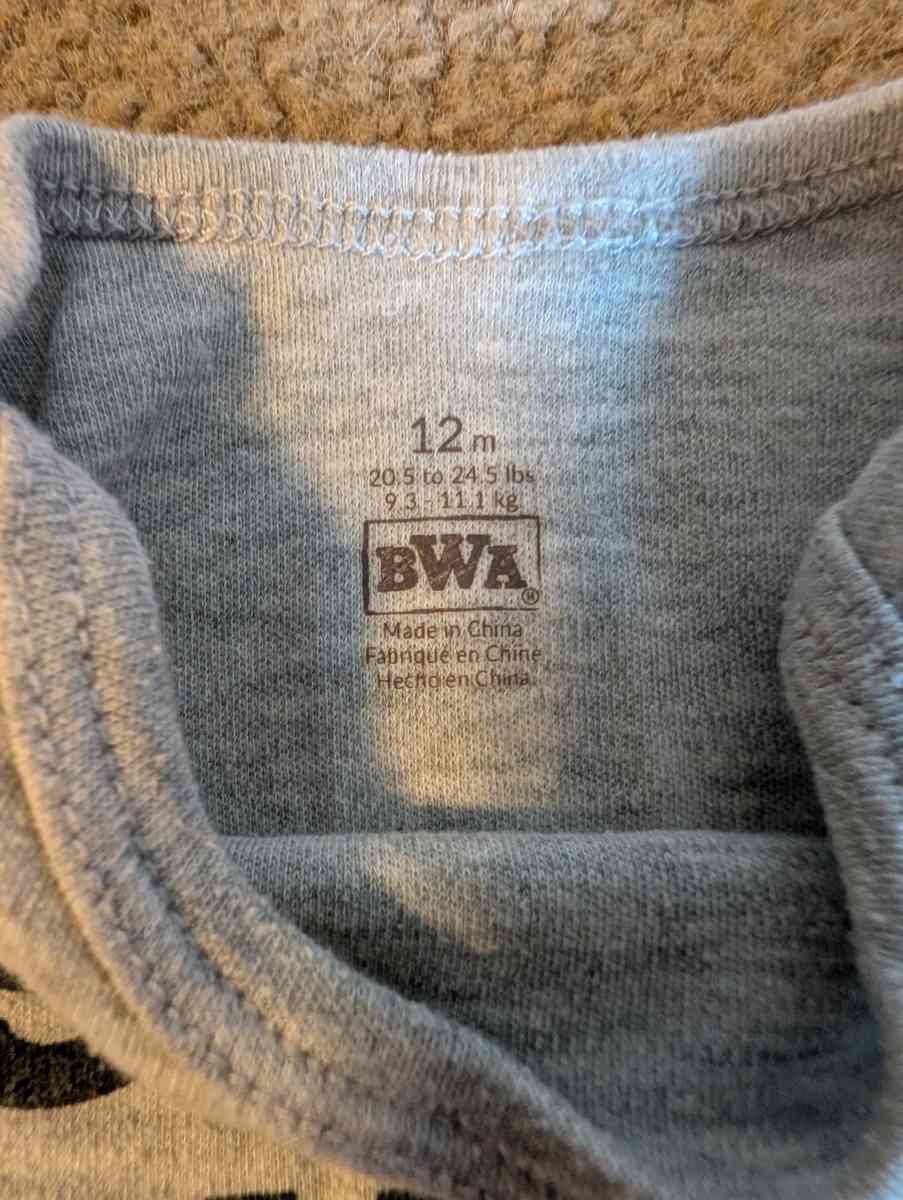 12 m
20.5 to 24.5 lbs
9.3 - 11.1 kg
BWA®
Made in China
Fabriqué en Chine
Hecho en China